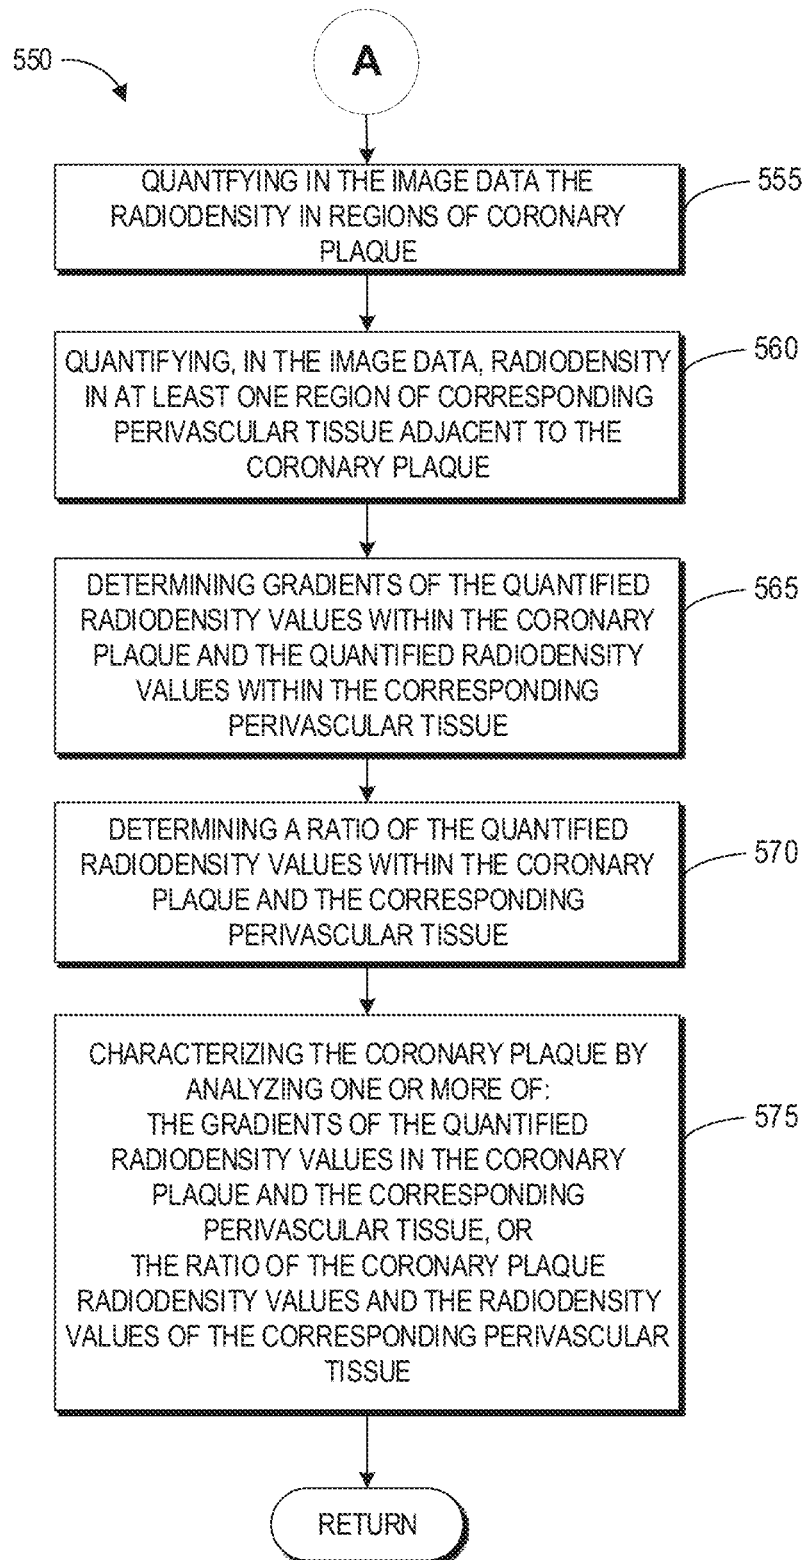 550
A
QUANTFYING IN THE IMAGE DATA THE
RADIODENSITY IN REGIONS OF CORONARY
PLAQUE
555
QUANTIFYING, IN THE IMAGE DATA, RADIODENSITY
IN AT LEAST ONE REGION OF CORRESPONDING
PERIVASCULAR TISSUE ADJACENT TO THE
CORONARY PLAQUE
560
DETERMINING GRADIENTS OF THE QUANTIFIED
RADIODENSITY VALUES WITHIN THE CORONARY
PLAQUE AND THE QUANTIFIED RADIODENSITY
VALUES WITHIN THE CORRESPONDING
PERIVASCULAR TISSUE
565
DETERMINING A RATIO OF THE QUANTIFIED
RADIODENSITY VALUES WITHIN THE CORONARY
PLAQUE AND THE CORRESPONDING
PERIVASCULAR TISSUE
570
CHARACTERIZING THE CORONARY PLAQUE BY
ANALYZING ONE OR MORE OF:
THE GRADIENTS OF THE QUANTIFIED
RADIODENSITY VALUES IN THE CORONARY
PLAQUE AND THE CORRESPONDING
PERIVASCULAR TISSUE, OR
THE RATIO OF THE CORONARY PLAQUE
RADIODENSITY VALUES AND THE RADIODENSITY
VALUES OF THE CORRESPONDING PERIVASCULAR
TISSUE
575
RETURN